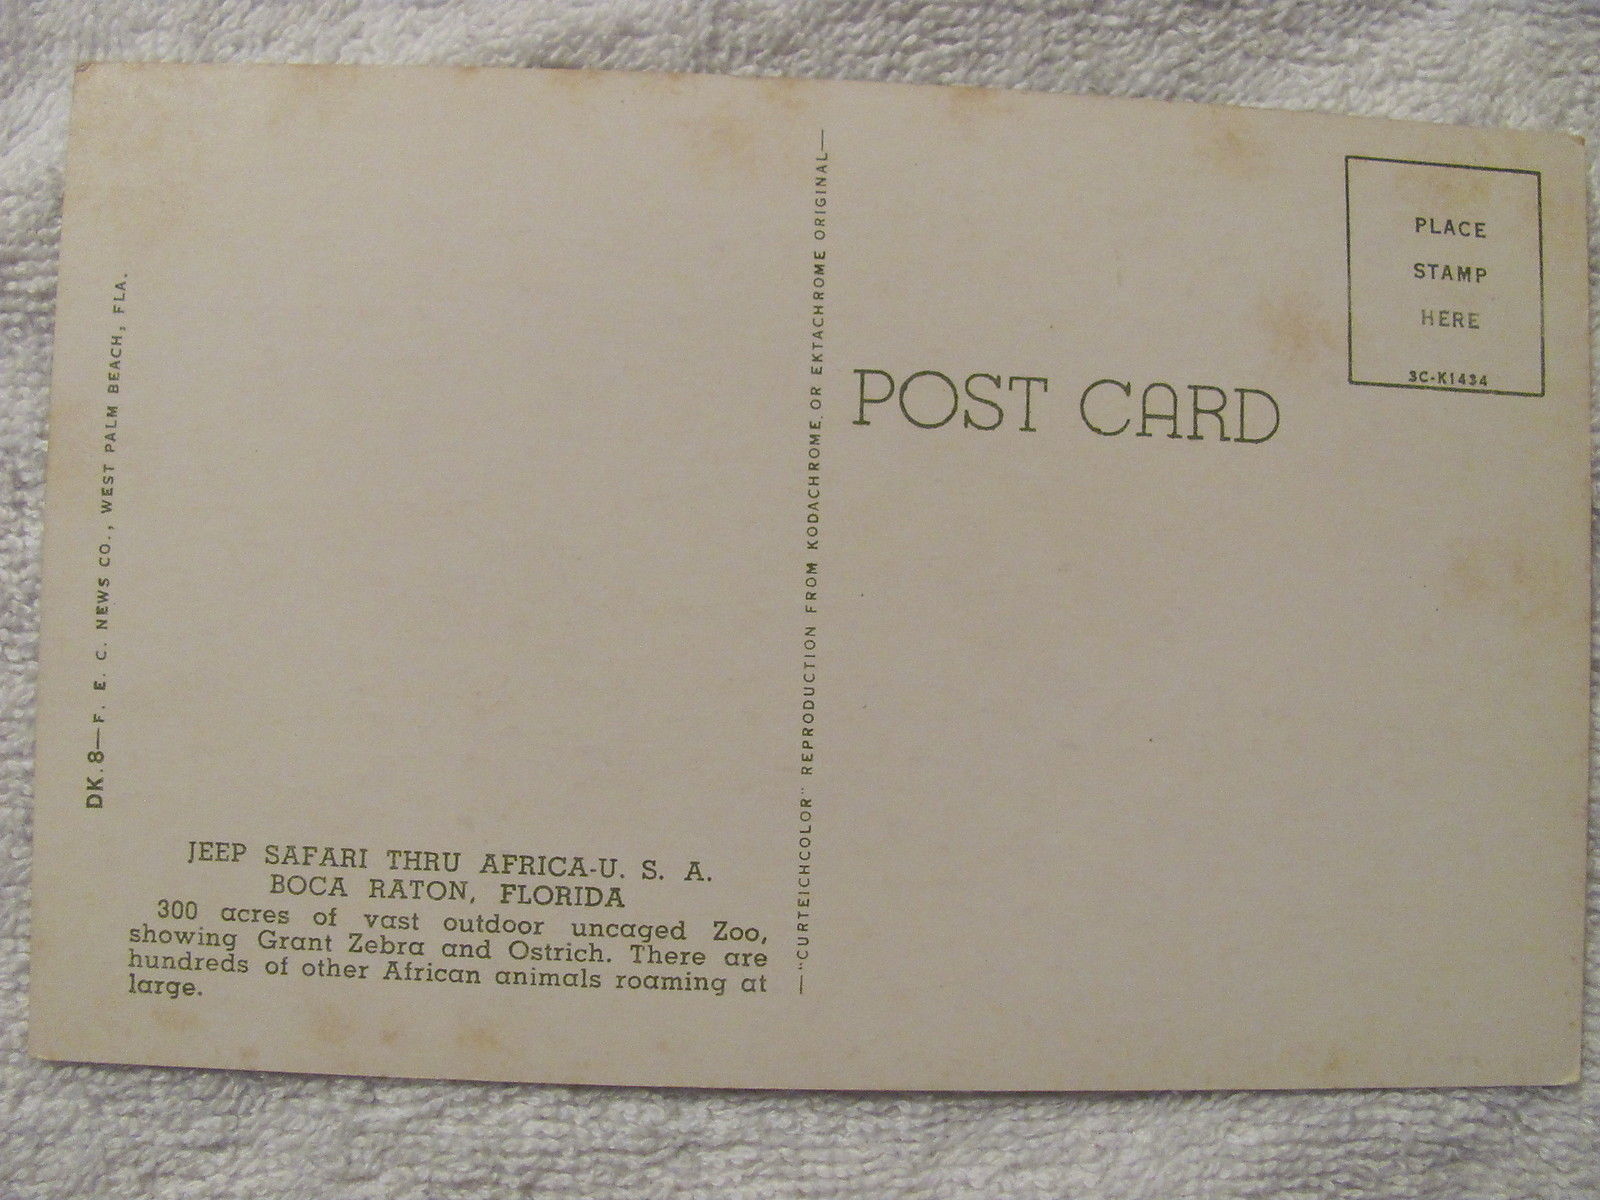 DK.8—F. E. C. NEWS CO., WEST PALM BEACH, FLA.
JEEP SAFARI THRU AFRICA-U. S. A.
BOCA RATON, FLORIDA
300 acres of vast outdoor uncaged Zoo,
showing Grant Zebra and Ostrich. There are
hundreds of other African animals roaming at
large.
—"CURTEICHCOLOR" REPRODUCTION FROM KODACHROME, OR EKTACHROME ORIGINAL—
POST CARD
PLACE
STAMP
HERE
3C-K1434